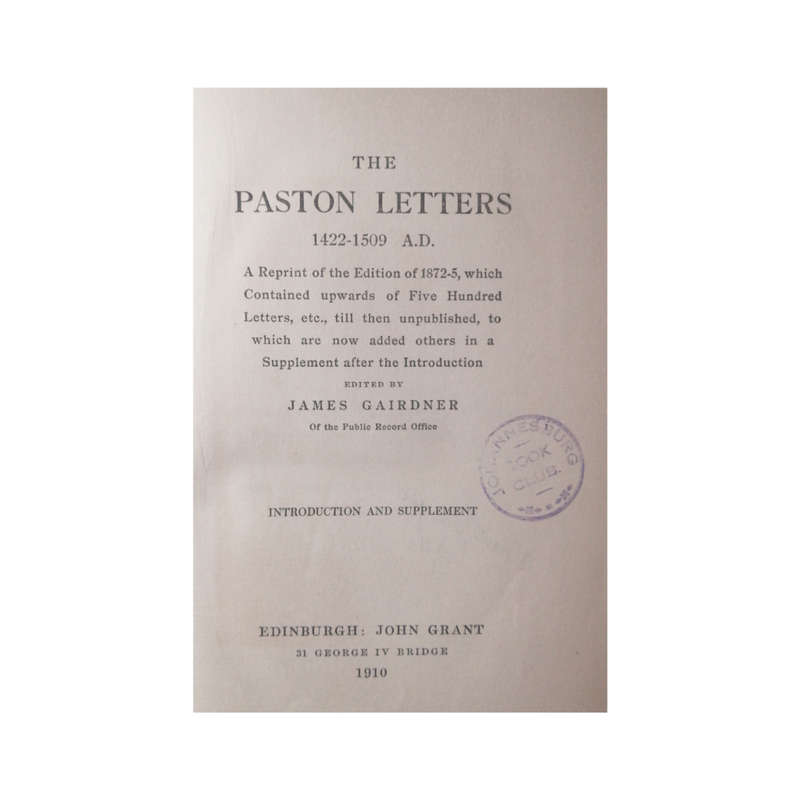 THE
PASTON LETTERS
1422-1509 A.D.
A Reprint of the Edition of 1872-5, which
Contained upwards of Five Hundred
Letters, etc., till then unpublished, to
which are now added others in a
Supplement after the Introduction
EDITED BY
JAMES GAIRDNER
Of the Public Record Office
JOHANNESBURG
BOOK
CLUB.
INTRODUCTION AND SUPPLEMENT
EDINBURGH: JOHN GRANT
31 GEORGE IV BRIDGE
1910